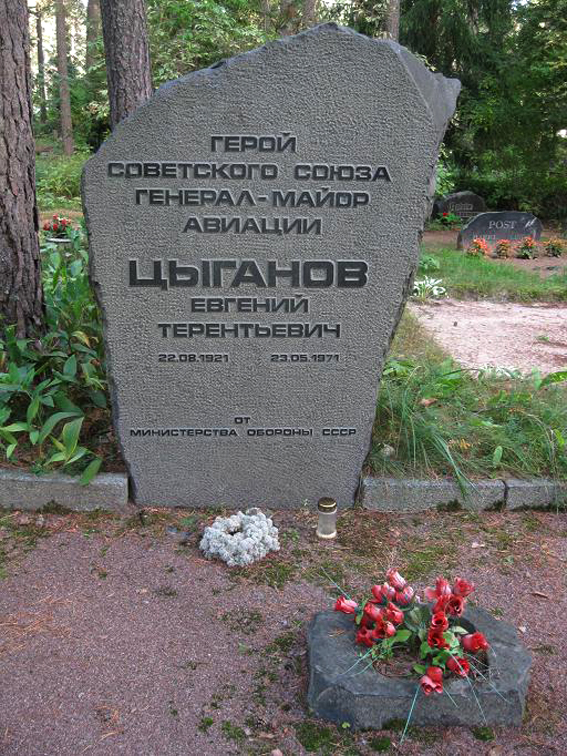 ГЕРОЙ
СОВЕТСКОГО СОЮЗА
ГЕНЕРАЛ-МАЙОР
АВИАЦИИ
ЦЫГАНОВ
ЕВГЕНИЙ
ТЕРЕНТЬЕВИЧ
22.08.1921 23.05.1971
ОТ
МИНИСТЕРСТВА ОБОРОНЫ СССР
POST